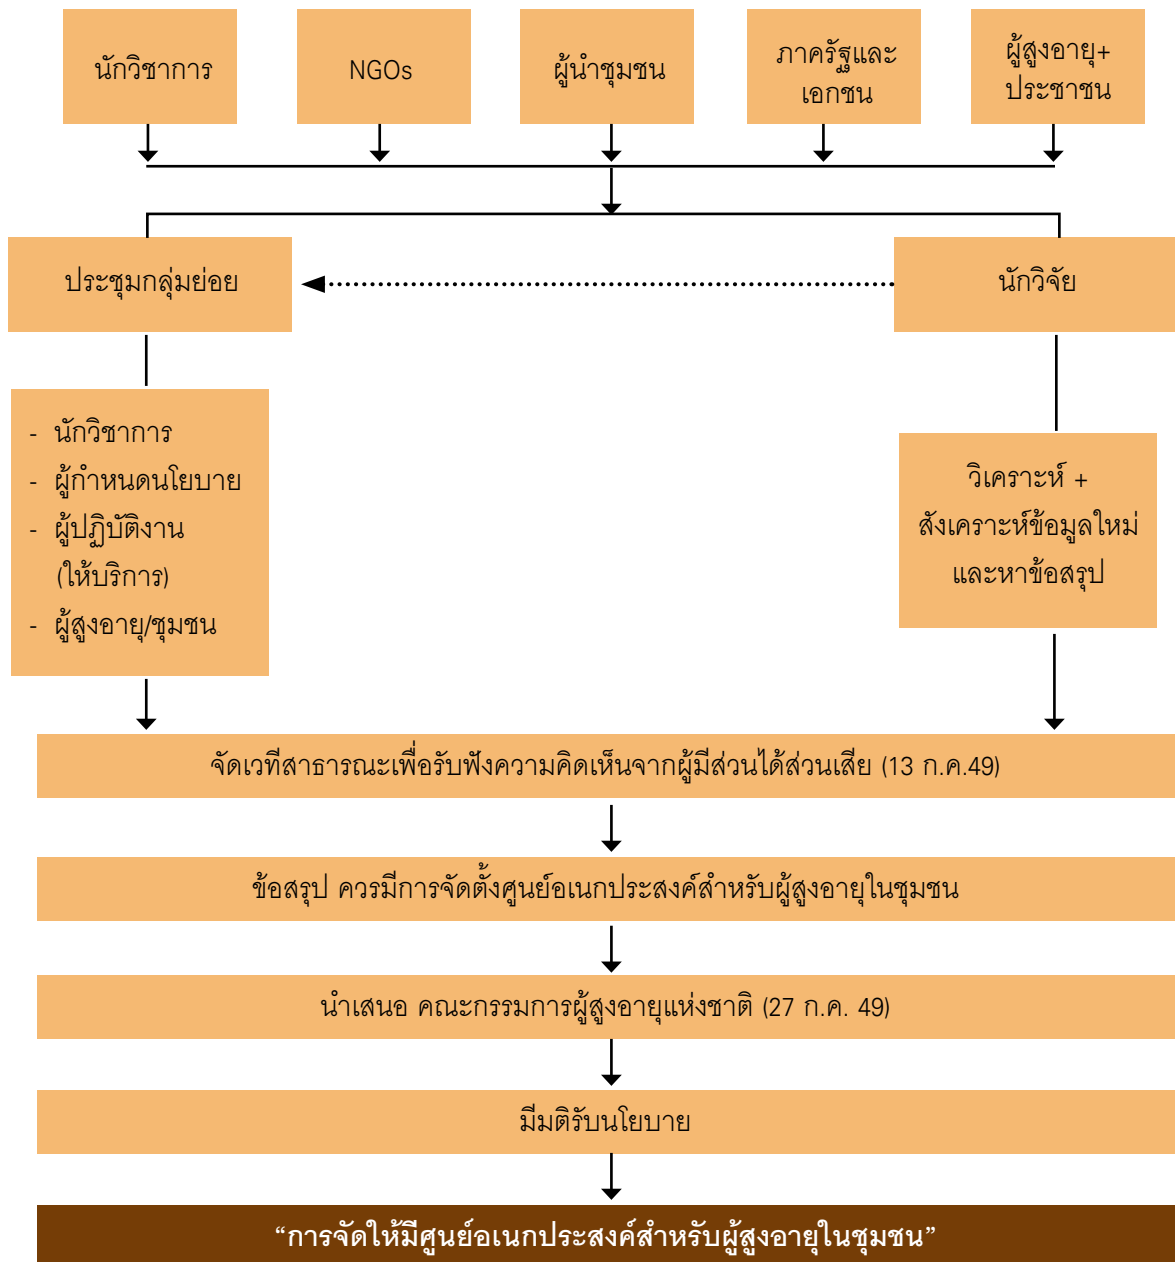 นักวิชาการ
NGOs
ผู้นำชุมชน
ภาครัฐและ
เอกชน
ผู้สูงอายุ+
ประชาชน
ประชุมกลุ่มย่อย
นักวิจัย
- นักวิชาการ
- ผู้กำหนดนโยบาย
- ผู้ปฏิบัติงาน
(ให้บริการ)
- ผู้สูงอายุ/ชุมชน
วิเคราะห์ +
สังเคราะห์ข้อมูลใหม่
และหาข้อสรุป
จัดเวทีสาธารณะเพื่อรับฟังความคิดเห็นจากผู้มีส่วนได้ส่วนเสีย (13 ก.ค.49)
ข้อสรุป ควรมีการจัดตั้งศูนย์อเนกประสงค์สำหรับผู้สูงอายุในชุมชน
นำเสนอ คณะกรรมการผู้สูงอายุแห่งชาติ (27 ก.ค. 49)
มีมติรับนโยบาย
“การจัดให้มีศูนย์อเนกประสงค์สำหรับผู้สูงอายุในชุมชน”